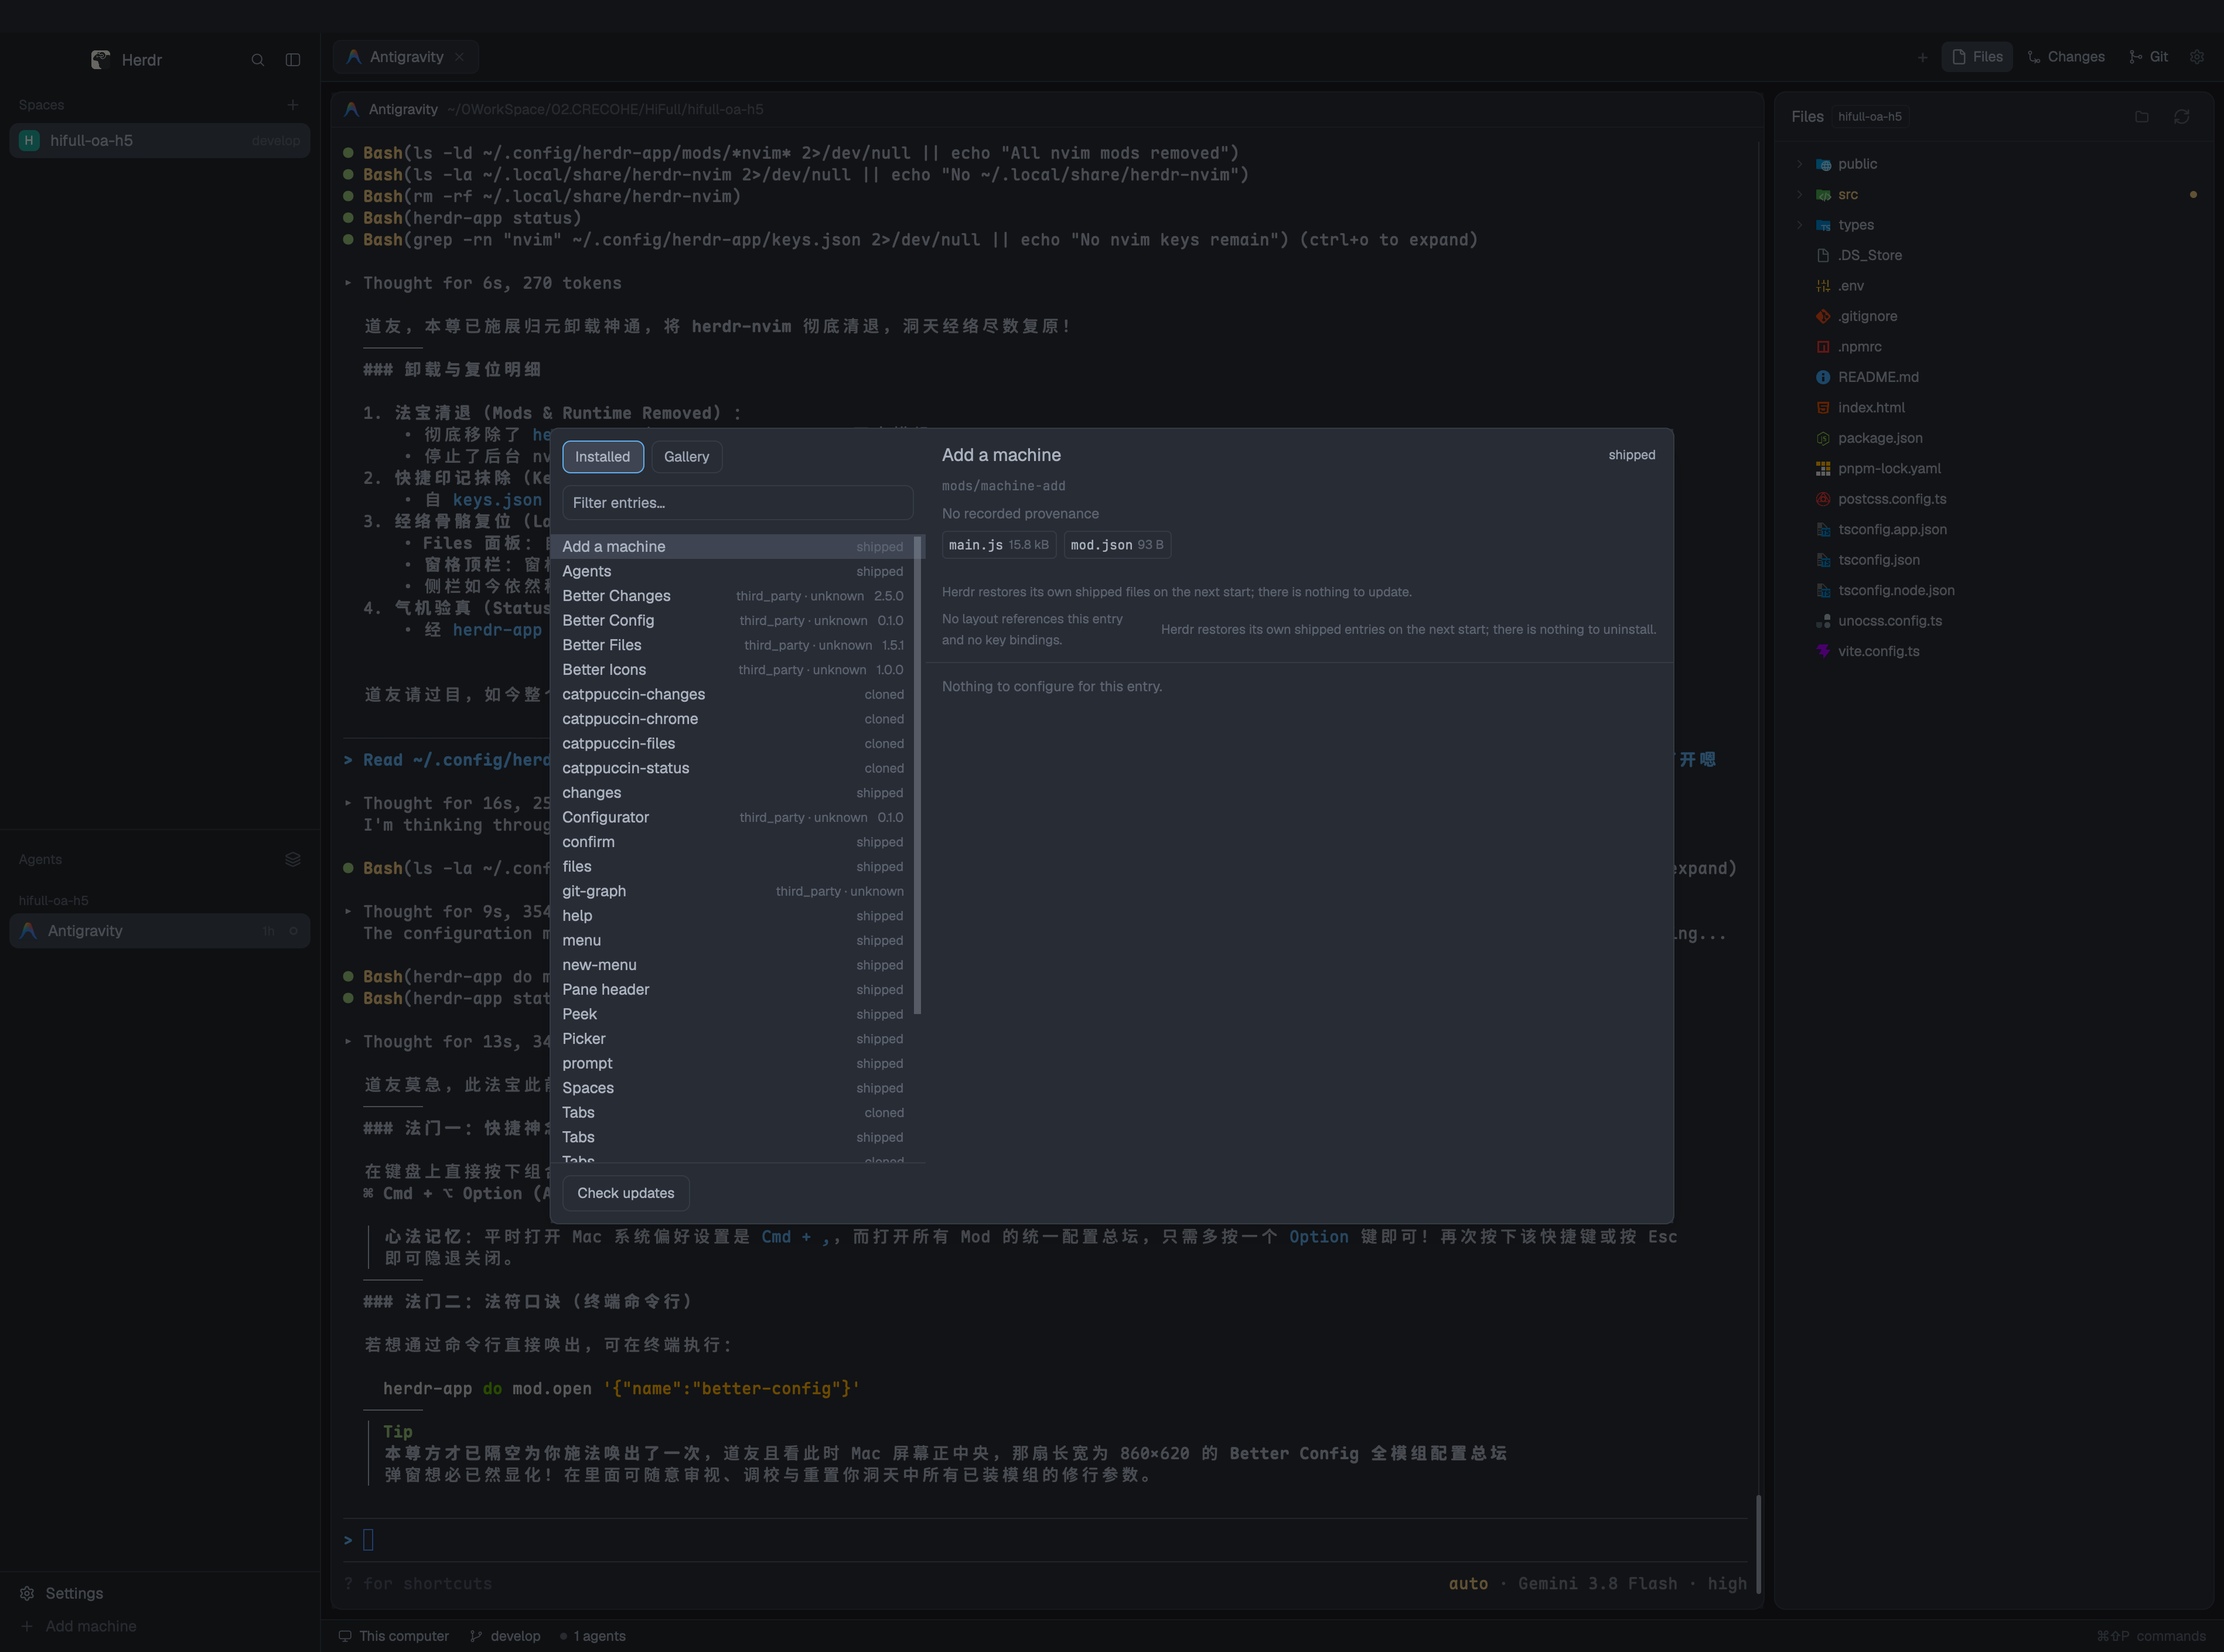 Herdr
Spaces
hifull-oa-h5 develop
H
Agents
hifull-oa-h5
Antigravity 1h
Settings
Add machine
Antigravity
Antigravity ~/0WorkSpace/02.CRECOHE/HiFull/hifull-oa-h5
Bash(ls -ld ~/.config/herdr-app/mods/*nvim* 2>/dev/null || echo "All nvim mods removed")
Bash(ls -la ~/.local/share/herdr-nvim 2>/dev/null || echo "No ~/.local/share/herdr-nvim")
Bash(rm -rf ~/.local/share/herdr-nvim)
Bash(herdr-app status)
Bash(grep -rn "nvim" ~/.config/herdr-app/keys.json 2>/dev/null || echo "No nvim keys remain") (ctrl+o to expand)
Thought for 6s, 270 tokens
道友，本尊已施展归元卸载神通，将 herdr-nvim 彻底清退，洞天经络尽数复原！
### 卸载与复位明细
1. 法宝清退（Mods & Runtime Removed）：
• 彻底移除了 he
• 停止了后台 nv
2. 快捷印记抹除（Ke
• 自 keys.json
3. 经络骨骼复位（La
• Files 面板：
• 窗格顶栏：窗
• 侧栏如今依然
4. 气机验真（Status
• 经 herdr-app
道友请过目，如今整
> Read ~/.config/herd
开嗯
Thought for 16s, 25
I'm thinking throug
Bash(ls -la ~/.conf
expand)
Thought for 9s, 354
The configuration m
ng...
Bash(herdr-app do m
Bash(herdr-app stat
Thought for 13s, 34
道友莫急，此法宝此
### 法门一：快捷神
在键盘上直接按下组
⌘ Cmd + ⌥ Option (A
心法记忆：平时打开 Mac 系统偏好设置是 Cmd + ,，而打开所有 Mod 的统一配置总坛，只需多按一个 Option 键即可！再次按下该快捷键或按 Esc
即可隐退关闭。
### 法门二：法符口诀（终端命令行）
若想通过命令行直接唤出，可在终端执行：
herdr-app do mod.open '{"name":"better-config"}'
Tip
本尊方才已隔空为你施法唤出了一次，道友且看此时 Mac 屏幕正中央，那扇长宽为 860×620 的 Better Config 全模组配置总坛
弹窗想必已然显化！在里面可随意审视、调校与重置你洞天中所有已装模组的修行参数。
>
? for shortcuts
auto · Gemini 3.8 Flash · high
Installed Gallery
Filter entries...
Add a machine shipped
Agents shipped
Better Changes third_party · unknown 2.5.0
Better Config third_party · unknown 0.1.0
Better Files third_party · unknown 1.5.1
Better Icons third_party · unknown 1.0.0
catppuccin-changes cloned
catppuccin-chrome cloned
catppuccin-files cloned
catppuccin-status cloned
changes shipped
Configurator third_party · unknown 0.1.0
confirm shipped
files shipped
git-graph third_party · unknown
help shipped
menu shipped
new-menu shipped
Pane header shipped
Peek shipped
Picker shipped
prompt shipped
Spaces shipped
Tabs cloned
Tabs shipped
Tabs cloned
Check updates
Add a machine shipped
mods/machine-add
No recorded provenance
main.js 15.8 kB mod.json 93 B
Herdr restores its own shipped files on the next start; there is nothing to update.
No layout references this entry
and no key bindings.
Herdr restores its own shipped entries on the next start; there is nothing to uninstall.
Nothing to configure for this entry.
Files Changes Git
Files hifull-oa-h5
public
src
types
.DS_Store
.env
.gitignore
.npmrc
README.md
index.html
package.json
pnpm-lock.yaml
postcss.config.ts
tsconfig.app.json
tsconfig.json
tsconfig.node.json
unocss.config.ts
vite.config.ts
This computer develop 1 agents
⌘⇧P commands